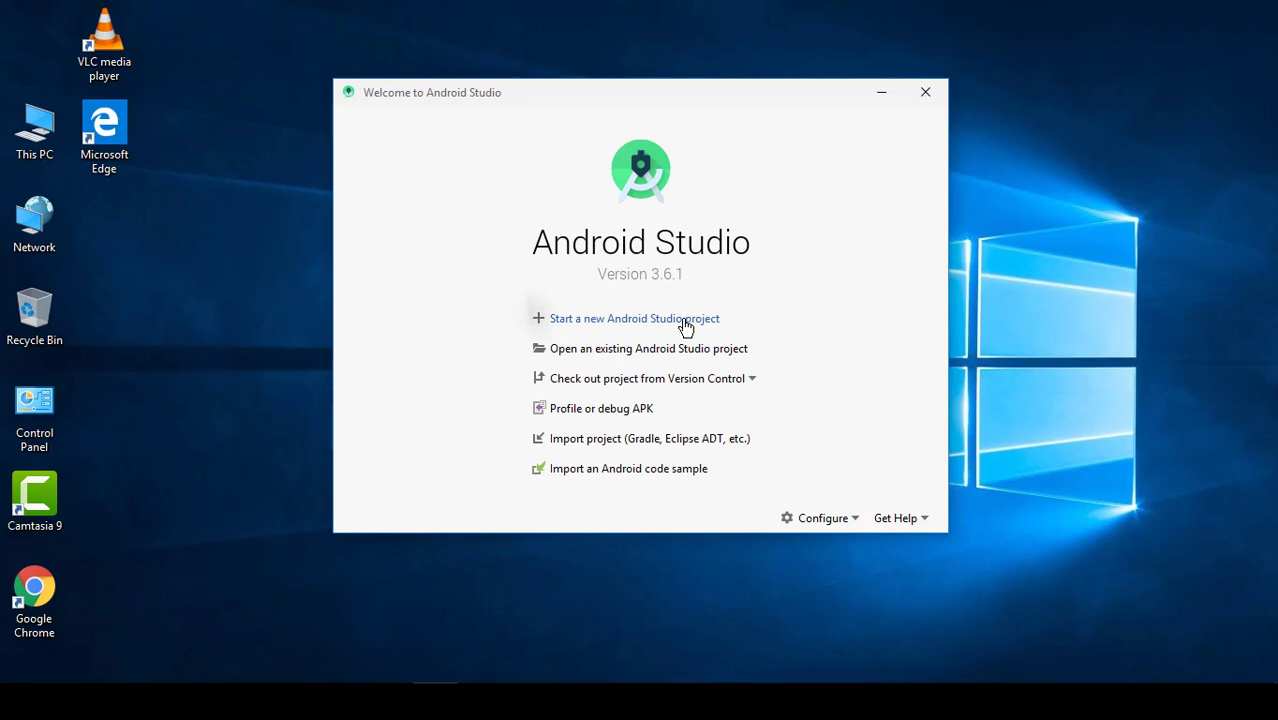 VLC media
player
This PC
Microsoft
Edge
Network
Recycle Bin
Control
Panel
Camtasia 9
Google
Chrome
Welcome to Android Studio
Android Studio
Version 3.6.1
Start a new Android Studio project
Open an existing Android Studio project
Check out project from Version Control
Profile or debug APK
Import project (Gradle, Eclipse ADT, etc.)
Import an Android code sample
Configure
Get Help